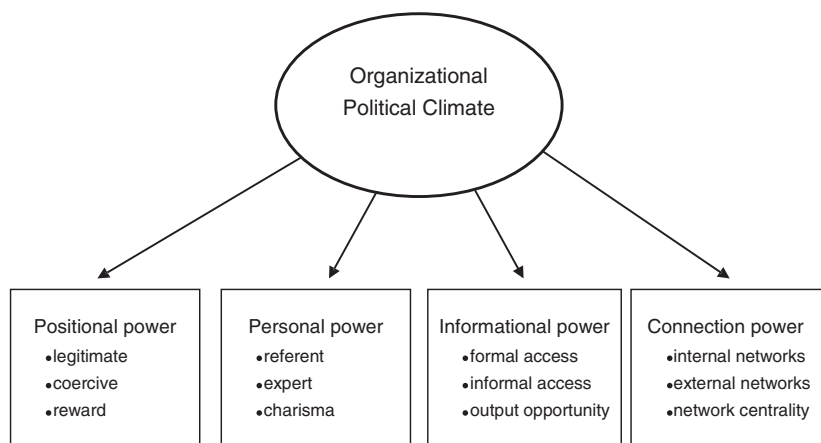 Organizational
Political Climate
Positional power
•legitimate
•coercive
•reward
Personal power
•referent
•expert
•charisma
Informational power
•formal access
•informal access
•output opportunity
Connection power
•internal networks
•external networks
•network centrality